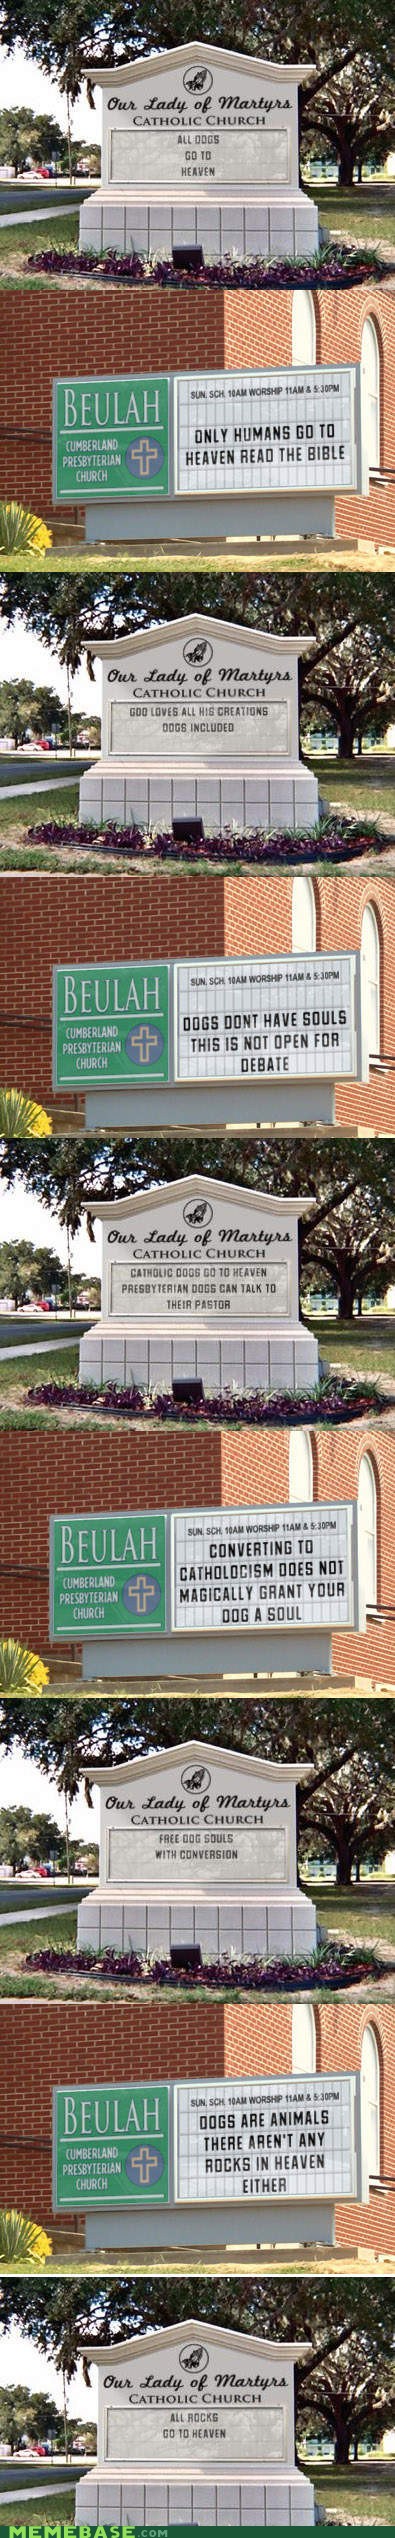 Our Lady of Martyrs
CATHOLIC CHURCH
ALL DOGS
GO TO
HEAVEN
BEULAH
CUMBERLAND
PRESBYTERIAN
CHURCH
SUN. SCH. 10AM WORSHIP 11AM & 5:30PM
ONLY HUMANS GO TO
HEAVEN READ THE BIBLE
Our Lady of Martyrs
CATHOLIC CHURCH
GOD LOVES ALL HIS CREATIONS
DOGS INCLUDED
BEULAH
CUMBERLAND
PRESBYTERIAN
CHURCH
SUN. SCH. 10AM WORSHIP 11AM & 5:30PM
DOGS DONT HAVE SOULS
THIS IS NOT OPEN FOR
DEBATE
Our Lady of Martyrs
CATHOLIC CHURCH
CATHOLIC DOGS GO TO HEAVEN
PRESBYTERIAN DOGS CAN TALK TO
THEIR PASTOR
BEULAH
CUMBERLAND
PRESBYTERIAN
CHURCH
SUN. SCH. 10AM WORSHIP 11AM & 5:30PM
CONVERTING TO
CATHOLOCISM DOES NOT
MAGICALLY GRANT YOUR
DOG A SOUL
Our Lady of Martyrs
CATHOLIC CHURCH
FREE DOG SOULS
WITH CONVERSION
BEULAH
CUMBERLAND
PRESBYTERIAN
CHURCH
SUN. SCH. 10AM WORSHIP 11AM & 5:30PM
DOGS ARE ANIMALS
THERE AREN'T ANY
ROCKS IN HEAVEN
EITHER
Our Lady of Martyrs
CATHOLIC CHURCH
ALL ROCKS
GO TO HEAVEN
MEMEBASE.COM